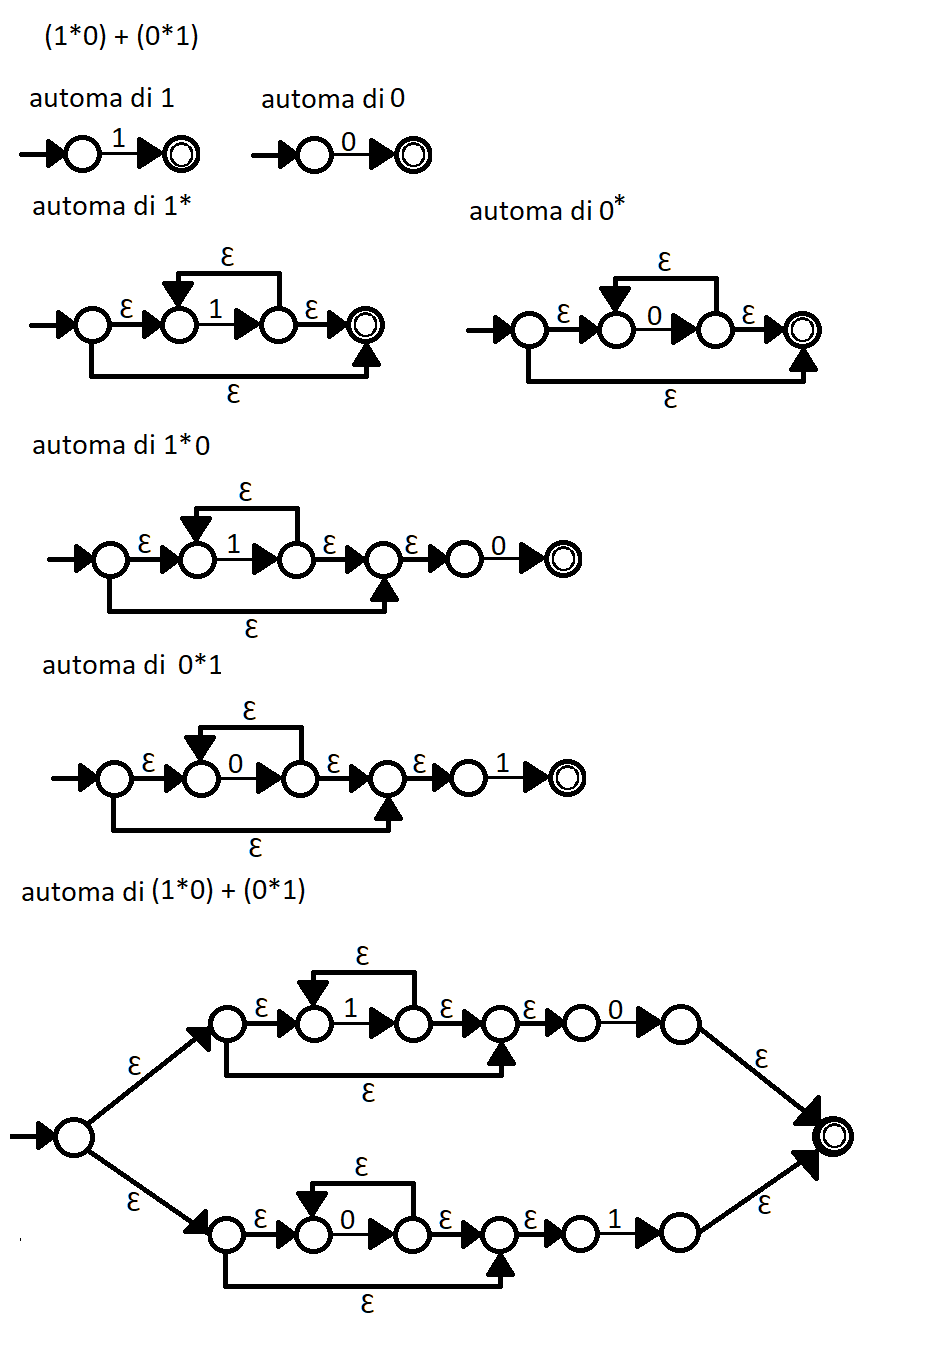 (1*0) + (0*1)
automa di 1 automa di 0
1 0
automa di 1* automa di 0*
ε ε
ε 1 ε ε 0 ε
ε ε
automa di 1*0
ε
ε 1 ε ε 0
ε
automa di 0*1
ε
ε 0 ε ε 1
ε
automa di (1*0) + (0*1)
ε
ε 1 ε ε 0
ε ε
ε
ε ε
ε
ε 0 ε ε 1
ε